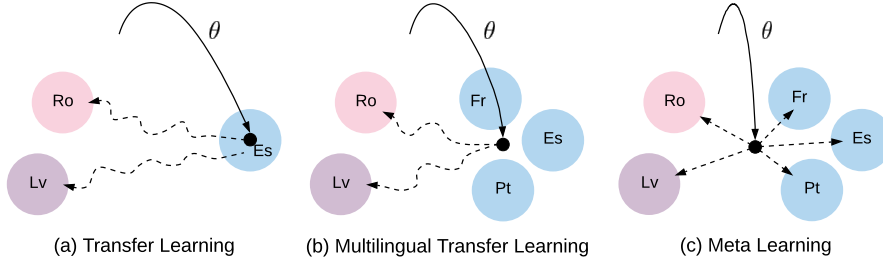 θ
Ro
Es
Lv
(a) Transfer Learning
θ
Ro
Fr
Es
Lv
Pt
(b) Multilingual Transfer Learning
θ
Ro
Fr
Es
Lv
Pt
(c) Meta Learning